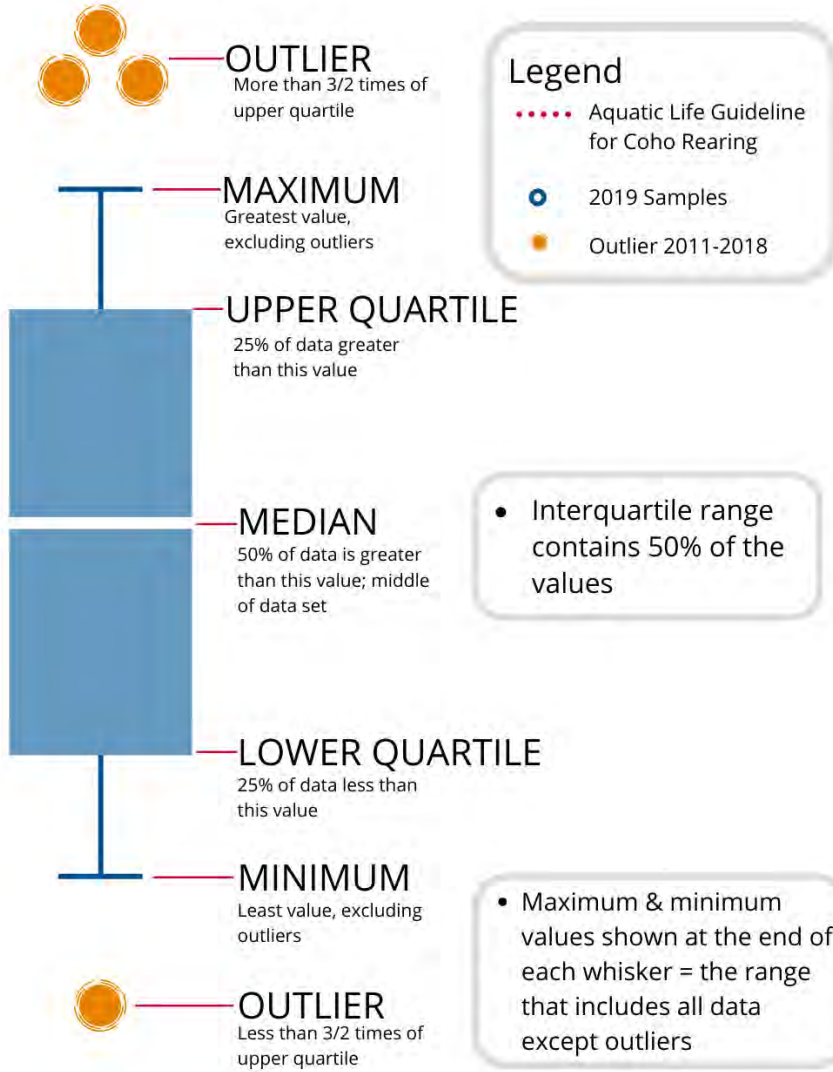 OUTLIER
More than 3/2 times of
upper quartile
MAXIMUM
Greatest value,
excluding outliers
UPPER QUARTILE
25% of data greater
than this value
MEDIAN
50% of data is greater
than this value; middle
of data set
LOWER QUARTILE
25% of data less than
this value
MINIMUM
Least value, excluding
outliers
OUTLIER
Less than 3/2 times of
upper quartile
Legend
Aquatic Life Guideline
for Coho Rearing
2019 Samples
Outlier 2011-2018
• Interquartile range
contains 50% of the
values
• Maximum & minimum
values shown at the end of
each whisker = the range
that includes all data
except outliers